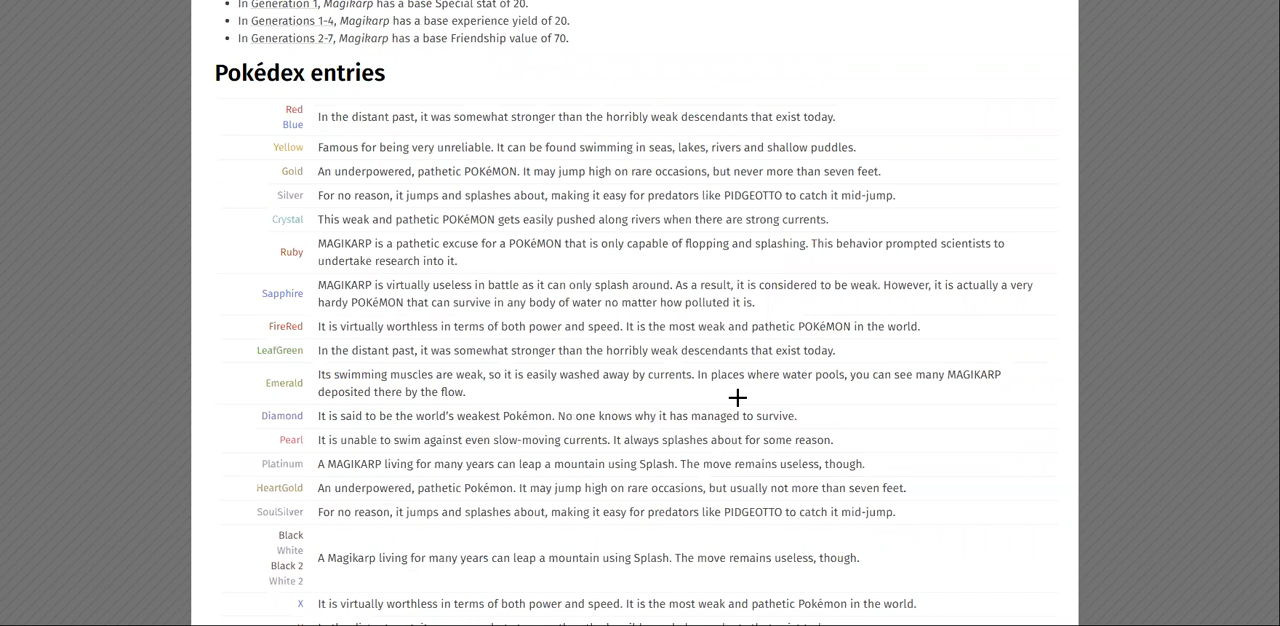 In Generation 1, Magikarp has a base Special stat of 20.
In Generations 1-4, Magikarp has a base experience yield of 20.
In Generations 2-7, Magikarp has a base Friendship value of 70.
Pokédex entries
Red
Blue
In the distant past, it was somewhat stronger than the horribly weak descendants that exist today.
Yellow Famous for being very unreliable. It can be found swimming in seas, lakes, rivers and shallow puddles.
Gold An underpowered, pathetic POKéMON. It may jump high on rare occasions, but never more than seven feet.
Silver For no reason, it jumps and splashes about, making it easy for predators like PIDGEOTTO to catch it mid-jump.
Crystal This weak and pathetic POKéMON gets easily pushed along rivers when there are strong currents.
Ruby MAGIKARP is a pathetic excuse for a POKéMON that is only capable of flopping and splashing. This behavior prompted scientists to
undertake research into it.
Sapphire MAGIKARP is virtually useless in battle as it can only splash around. As a result, it is considered to be weak. However, it is actually a very
hardy POKéMON that can survive in any body of water no matter how polluted it is.
FireRed It is virtually worthless in terms of both power and speed. It is the most weak and pathetic POKéMON in the world.
LeafGreen In the distant past, it was somewhat stronger than the horribly weak descendants that exist today.
Emerald Its swimming muscles are weak, so it is easily washed away by currents. In places where water pools, you can see many MAGIKARP
deposited there by the flow.
Diamond It is said to be the world's weakest Pokémon. No one knows why it has managed to survive.
Pearl It is unable to swim against even slow-moving currents. It always splashes about for some reason.
Platinum A MAGIKARP living for many years can leap a mountain using Splash. The move remains useless, though.
HeartGold An underpowered, pathetic Pokémon. It may jump high on rare occasions, but usually not more than seven feet.
SoulSilver For no reason, it jumps and splashes about, making it easy for predators like PIDGEOTTO to catch it mid-jump.
Black
White
Black 2
White 2
A Magikarp living for many years can leap a mountain using Splash. The move remains useless, though.
X It is virtually worthless in terms of both power and speed. It is the most weak and pathetic Pokémon in the world.